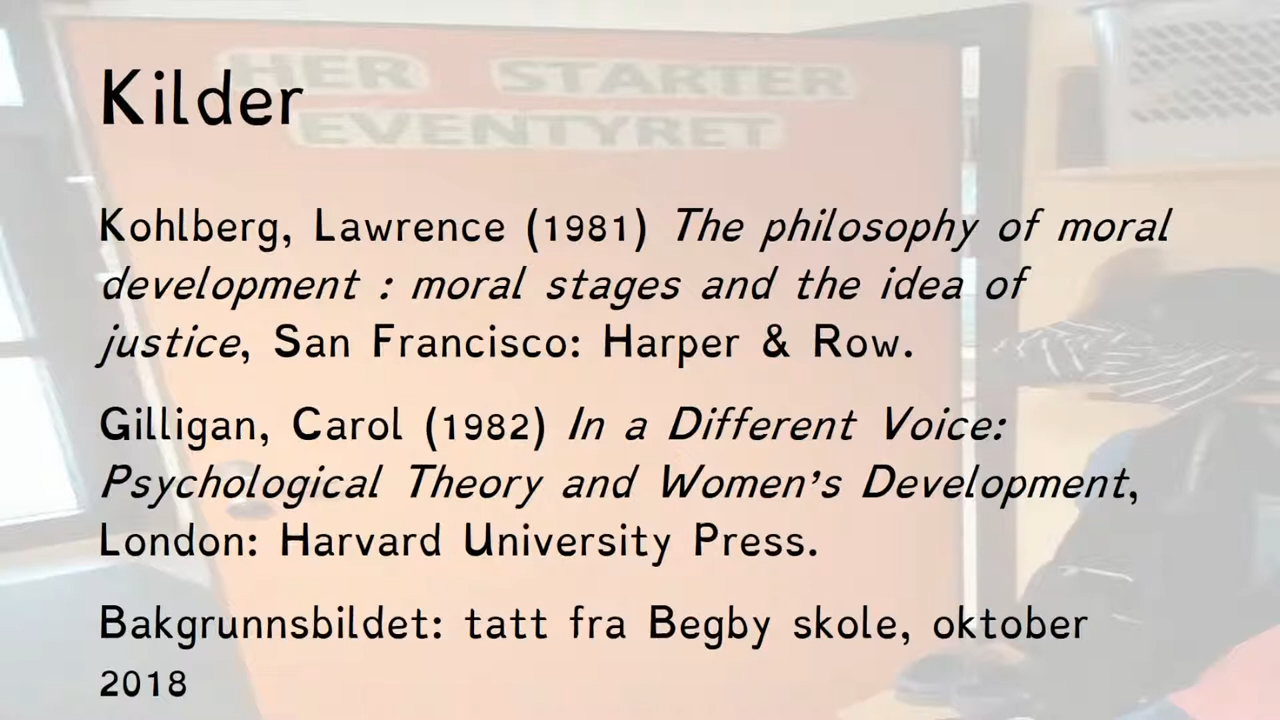 Kilder
HER STARTER
EVENTYRET
Kohlberg, Lawrence (1981) The philosophy of moral
development : moral stages and the idea of
justice, San Francisco: Harper & Row.
Gilligan, Carol (1982) In a Different Voice:
Psychological Theory and Women’s Development,
London: Harvard University Press.
Bakgrunnsbildet: tatt fra Begby skole, oktober
2018